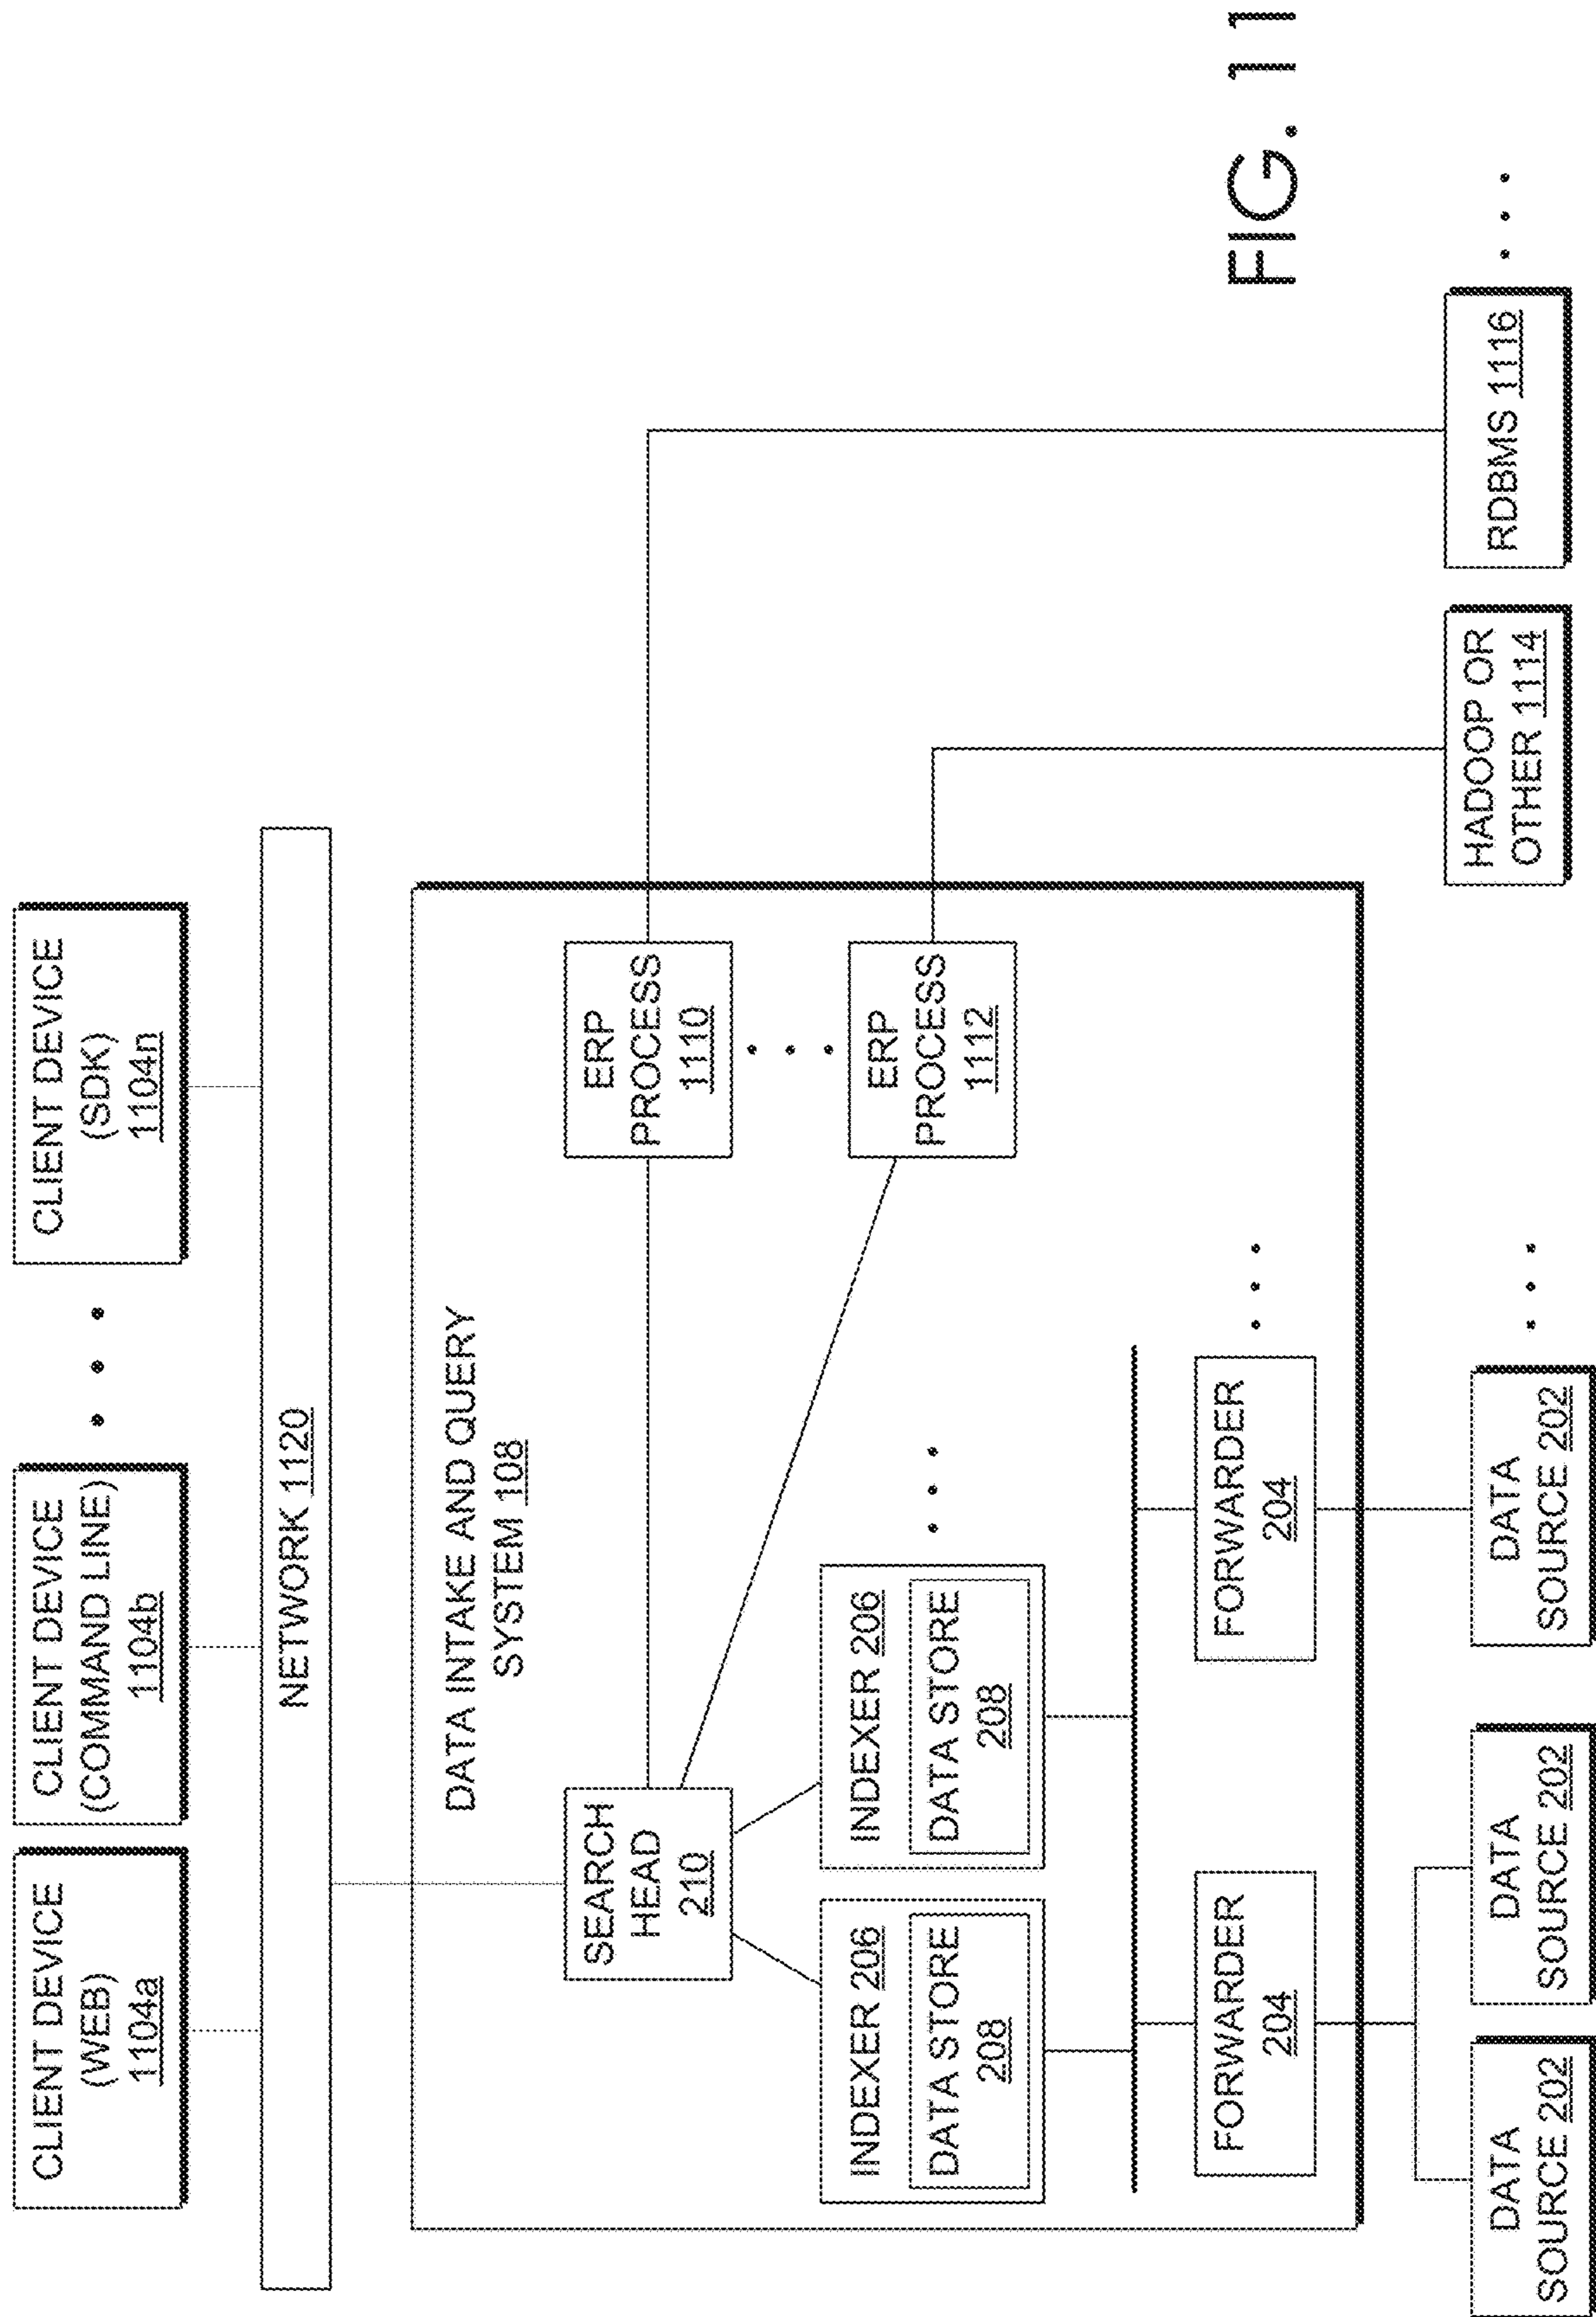 CLIENT DEVICE
(WEB)
1104a
CLIENT DEVICE
(COMMAND LINE)
1104b
CLIENT DEVICE
(SDK)
1104n
NETWORK 1120
DATA INTAKE AND QUERY
SYSTEM 108
SEARCH
HEAD
210
ERP
PROCESS
1110
INDEXER 206
DATA STORE
208
INDEXER 206
DATA STORE
208
ERP
PROCESS
1112
FORWARDER
204
FORWARDER
204
DATA
SOURCE 202
DATA
SOURCE 202
DATA
SOURCE 202
HADOOP OR
OTHER 1114
RDBMS 1116
FIG. 11